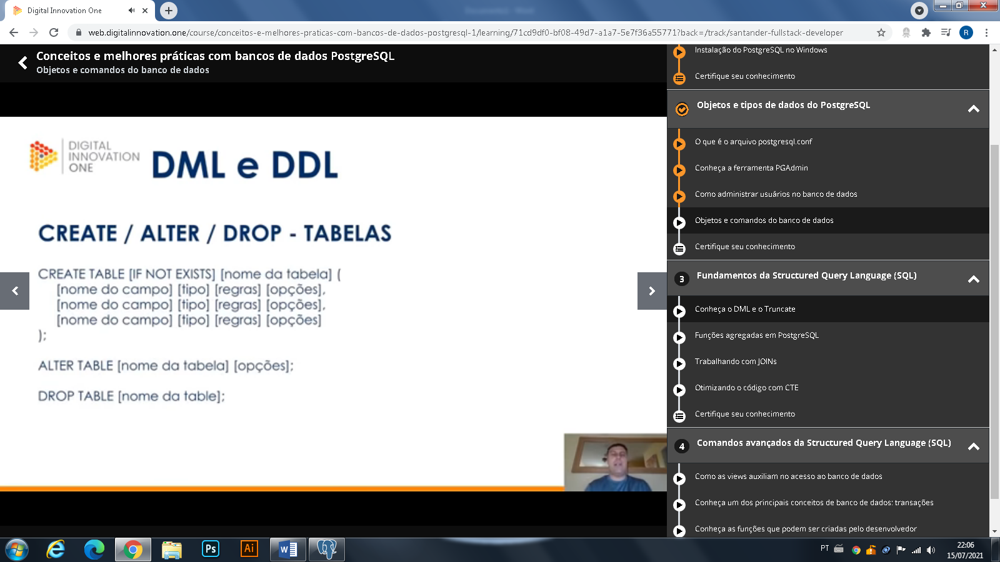 Digital Innovation One
web.digitalinnovation.one/course/conceitos-e-melhores-praticas-com-bancos-de-dados-postgresql-1/learning/71cd9df0-bf08-49d7-a1a7-5e7f36a55771?back=/track/santander-fullstack-developer
R
Conceitos e melhores práticas com bancos de dados PostgreSQL
Objetos e comandos do banco de dados
DIGITAL
INNOVATION
ONE
DML e DDL
CREATE / ALTER / DROP - TABELAS
CREATE TABLE [IF NOT EXISTS] [nome da tabela] (
[nome do campo] [tipo] [regras] [opções],
[nome do campo] [tipo] [regras] [opções],
[nome do campo] [tipo] [regras] [opções]
);
ALTER TABLE [nome da tabela] [opções];
DROP TABLE [nome da table];
Instalação do PostgreSQL no Windows
Certifique seu conhecimento
Objetos e tipos de dados do PostgreSQL
O que é o arquivo postgresql.conf
Conheça a ferramenta PGAdmin
Como administrar usuários no banco de dados
Objetos e comandos do banco de dados
Certifique seu conhecimento
3 Fundamentos da Structured Query Language (SQL)
Conheça o DML e o Truncate
Funções agregadas em PostgreSQL
Trabalhando com JOINs
Otimizando o código com CTE
Certifique seu conhecimento
4 Comandos avançados da Structured Query Language (SQL)
Como as views auxiliam no acesso ao banco de dados
Conheça um dos principais conceitos de banco de dados: transações
Conheça as funções que podem ser criadas pelo desenvolvedor
Ps
Ai
W
PT
22:06
15/07/2021